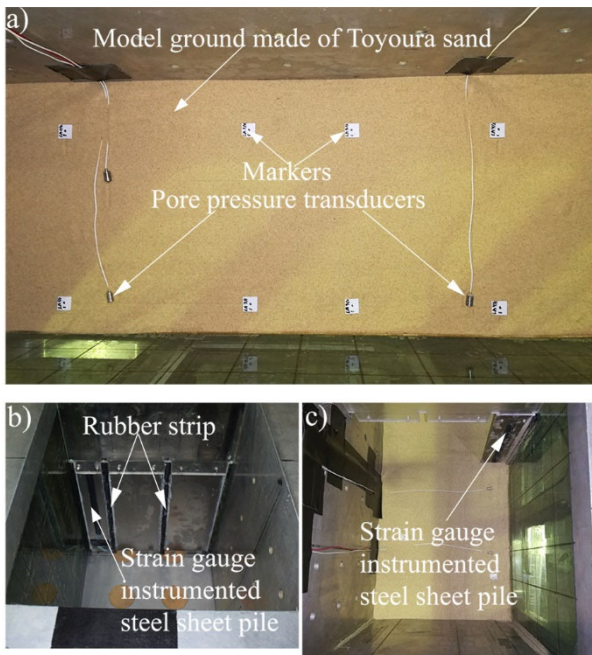 a)
Model ground made of Toyoura sand
Markers
Pore pressure transducers
b)
Rubber strip
Strain gauge
instrumented
steel sheet pile
c)
Strain gauge
instrumented
steel sheet pile